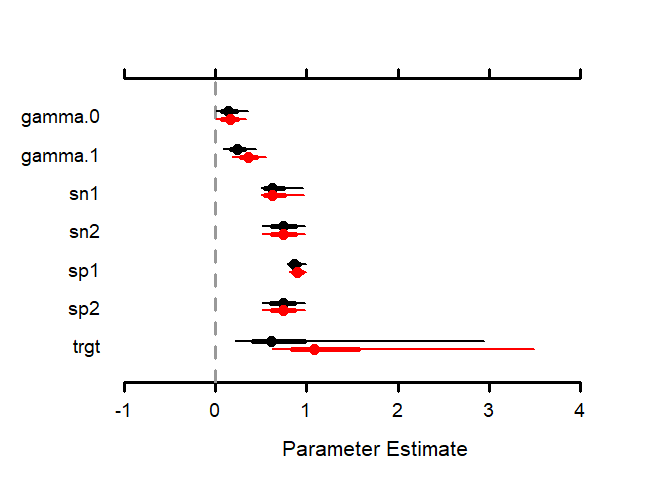 gamma.0
gamma.1
sn1
sn2
sp1
sp2
trgt
-1 0 1 2 3 4
Parameter Estimate